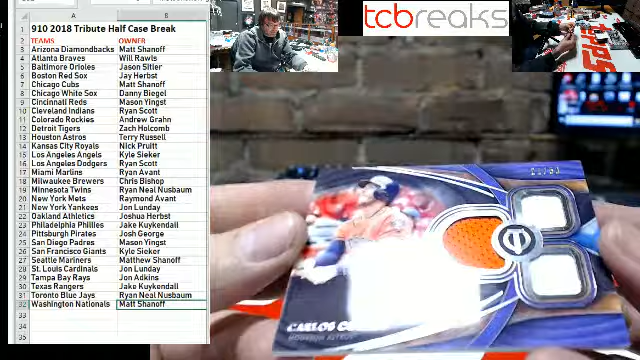 910 2018 Tribute Half Case Break
TEAMS OWNER
Arizona Diamondbacks Matt Shanoff
Atlanta Braves Will Rawls
Baltimore Orioles Jason Sitler
Boston Red Sox Jay Herbst
Chicago Cubs Matt Shanoff
Chicago White Sox Danny Biegel
Cincinnati Reds Mason Yingst
Cleveland Indians Ryan Scott
Colorado Rockies Andrew Grahn
Detroit Tigers Zach Holcomb
Houston Astros Terry Russell
Kansas City Royals Nick Pruitt
Los Angeles Angels Kyle Sieker
Los Angeles Dodgers Ryan Scott
Miami Marlins Ryan Avant
Milwaukee Brewers Chris Bishop
Minnesota Twins Ryan Neal Nusbaum
New York Mets Raymond Avant
New York Yankees Jon Lunday
Oakland Athletics Joshua Herbst
Philadelphia Phillies Jake Kuykendall
Pittsburgh Pirates Josh George
San Diego Padres Mason Yingst
San Francisco Giants Kyle Sieker
Seattle Mariners Matthew Shanoff
St. Louis Cardinals Jon Lunday
Tampa Bay Rays Jon Adkins
Texas Rangers Jake Kuykendall
Toronto Blue Jays Ryan Neal Nusbaum
Washington Nationals Matt Shanoff
tcbreaks
CARLOS
HOUSTON ASTROS